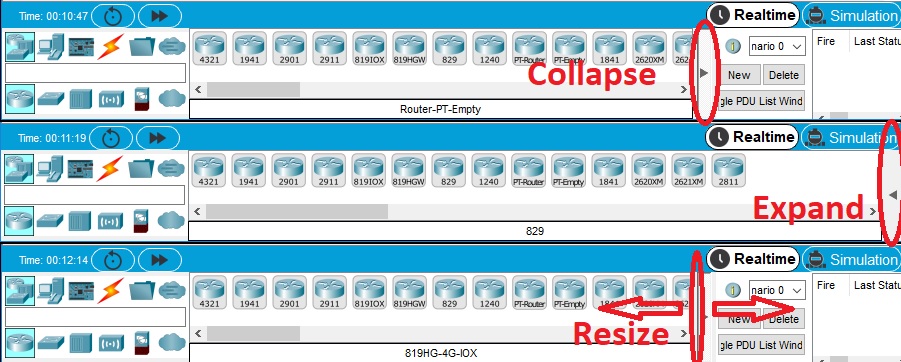 Time: 00:10:47
Realtime
Simulation
4321 1941 2901 2911 819IOX 819HGW 829 1240 PT-Router PT-Empty 1841 2620XM 262
Collapse
nario 0
Fire Last Statu
New Delete
gle PDU List Wind
Router-PT-Empty
Time: 00:11:19
Realtime
Simulation
4321 1941 2901 2911 819IOX 819HGW 829 1240 PT-Router PT-Empty 1841 2620XM 2621XM 2811
Expand
829
Time: 00:12:14
Realtime
Simulation
4321 1941 2901 2911 819IOX 819HGW 829 1240 PT-Router PT-Empty
nario 0
Fire Last Statu
Resize
New Delete
gle PDU List Wind
819HG-4G-IOX